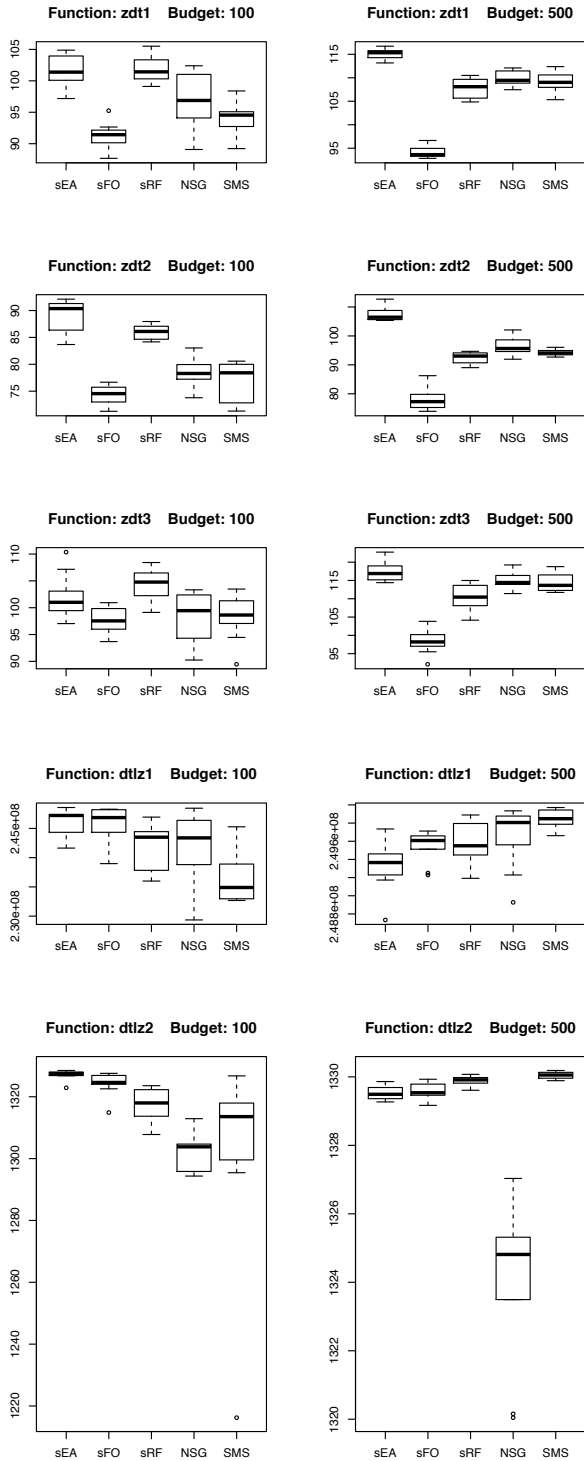 Function: zdt1 Budget: 100
105
100
95
90
sEA sFO sRF NSG SMS
Function: zdt1 Budget: 500
115
105
95
sEA sFO sRF NSG SMS
Function: zdt2 Budget: 100
90
85
80
75
sEA sFO sRF NSG SMS
Function: zdt2 Budget: 500
100
90
80
sEA sFO sRF NSG SMS
Function: zdt3 Budget: 100
110
105
100
95
90
sEA sFO sRF NSG SMS
Function: zdt3 Budget: 500
115
105
95
sEA sFO sRF NSG SMS
Function: dtlz1 Budget: 100
2.45e+08
2.30e+08
sEA sFO sRF NSG SMS
Function: dtlz1 Budget: 500
2.496e+08
2.488e+08
sEA sFO sRF NSG SMS
Function: dtlz2 Budget: 100
1320
1300
1280
1260
1240
1220
sEA sFO sRF NSG SMS
Function: dtlz2 Budget: 500
1330
1328
1326
1324
1322
1320
sEA sFO sRF NSG SMS